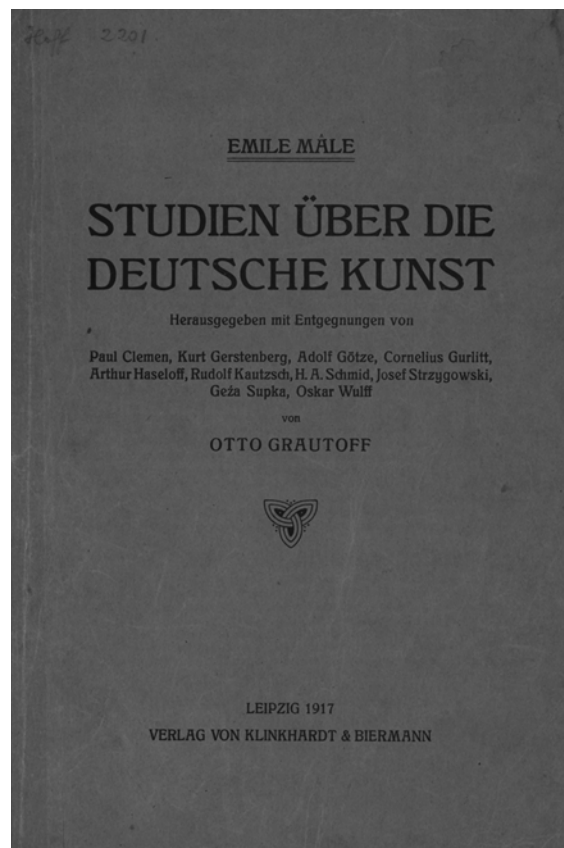 Heft 2201.
EMILE MÂLE
STUDIEN ÜBER DIE
DEUTSCHE KUNST
Herausgegeben mit Entgegnungen von
Paul Clemen, Kurt Gerstenberg, Adolf Götze, Cornelius Gurlitt,
Arthur Haseloff, Rudolf Kautzsch, H. A. Schmid, Josef Strzygowski,
Geźa Supka, Oskar Wulff
von
OTTO GRAUTOFF
LEIPZIG 1917
VERLAG VON KLINKHARDT & BIERMANN